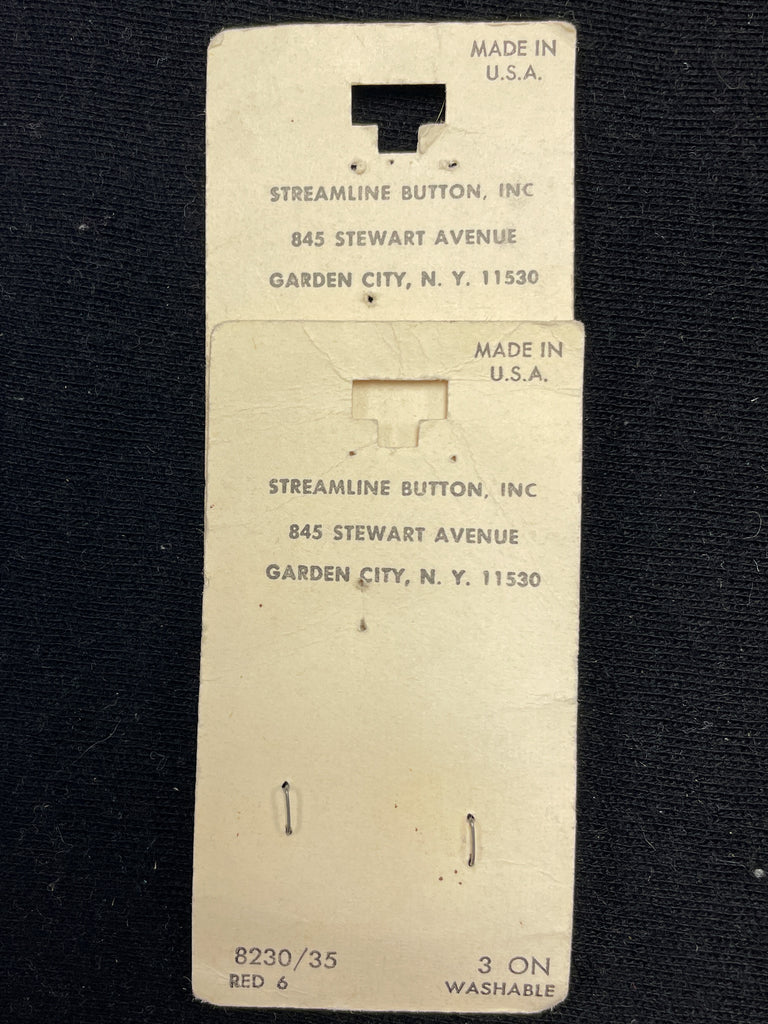 MADE IN
U.S.A.
STREAMLINE BUTTON, INC
845 STEWART AVENUE
GARDEN CITY, N. Y. 11530
MADE IN
U.S.A.
STREAMLINE BUTTON, INC
845 STEWART AVENUE
GARDEN CITY, N. Y. 11530
8230/35 3 ON
RED 6 WASHABLE